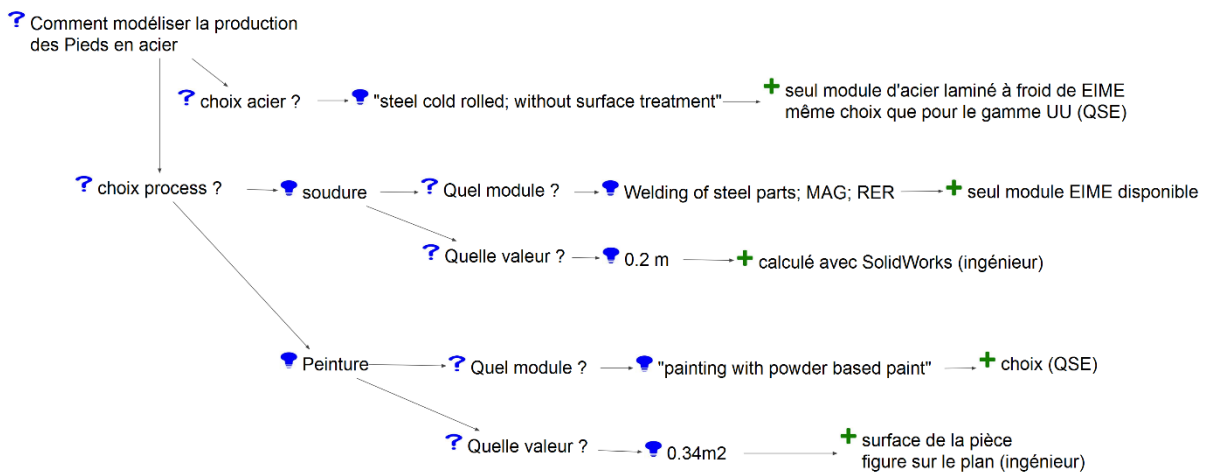 ? Comment modéliser la production
des Pieds en acier
? choix acier ?
"steel cold rolled; without surface treatment"
+ seul module d'acier laminé à froid de EIME
même choix que pour le gamme UU (QSE)
? choix process ?
soudure
? Quel module ?
Welding of steel parts; MAG; RER
+ seul module EIME disponible
? Quelle valeur ?
0.2 m
+ calculé avec SolidWorks (ingénieur)
Peinture
? Quel module ?
"painting with powder based paint"
+ choix (QSE)
? Quelle valeur ?
0.34m2
+ surface de la pièce
figure sur le plan (ingénieur)